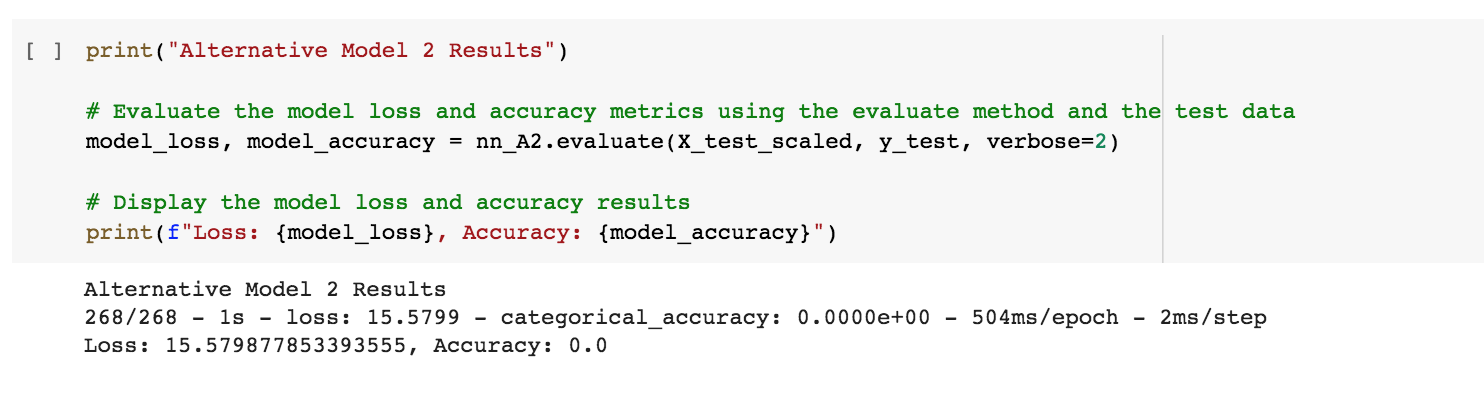 [ ] print("Alternative Model 2 Results")
# Evaluate the model loss and accuracy metrics using the evaluate method and the test data
model_loss, model_accuracy = nn_A2.evaluate(X_test_scaled, y_test, verbose=2)
# Display the model loss and accuracy results
print(f"Loss: {model_loss}, Accuracy: {model_accuracy}")
Alternative Model 2 Results
268/268 - 1s - loss: 15.5799 - categorical_accuracy: 0.0000e+00 - 504ms/epoch - 2ms/step
Loss: 15.579877853393555, Accuracy: 0.0